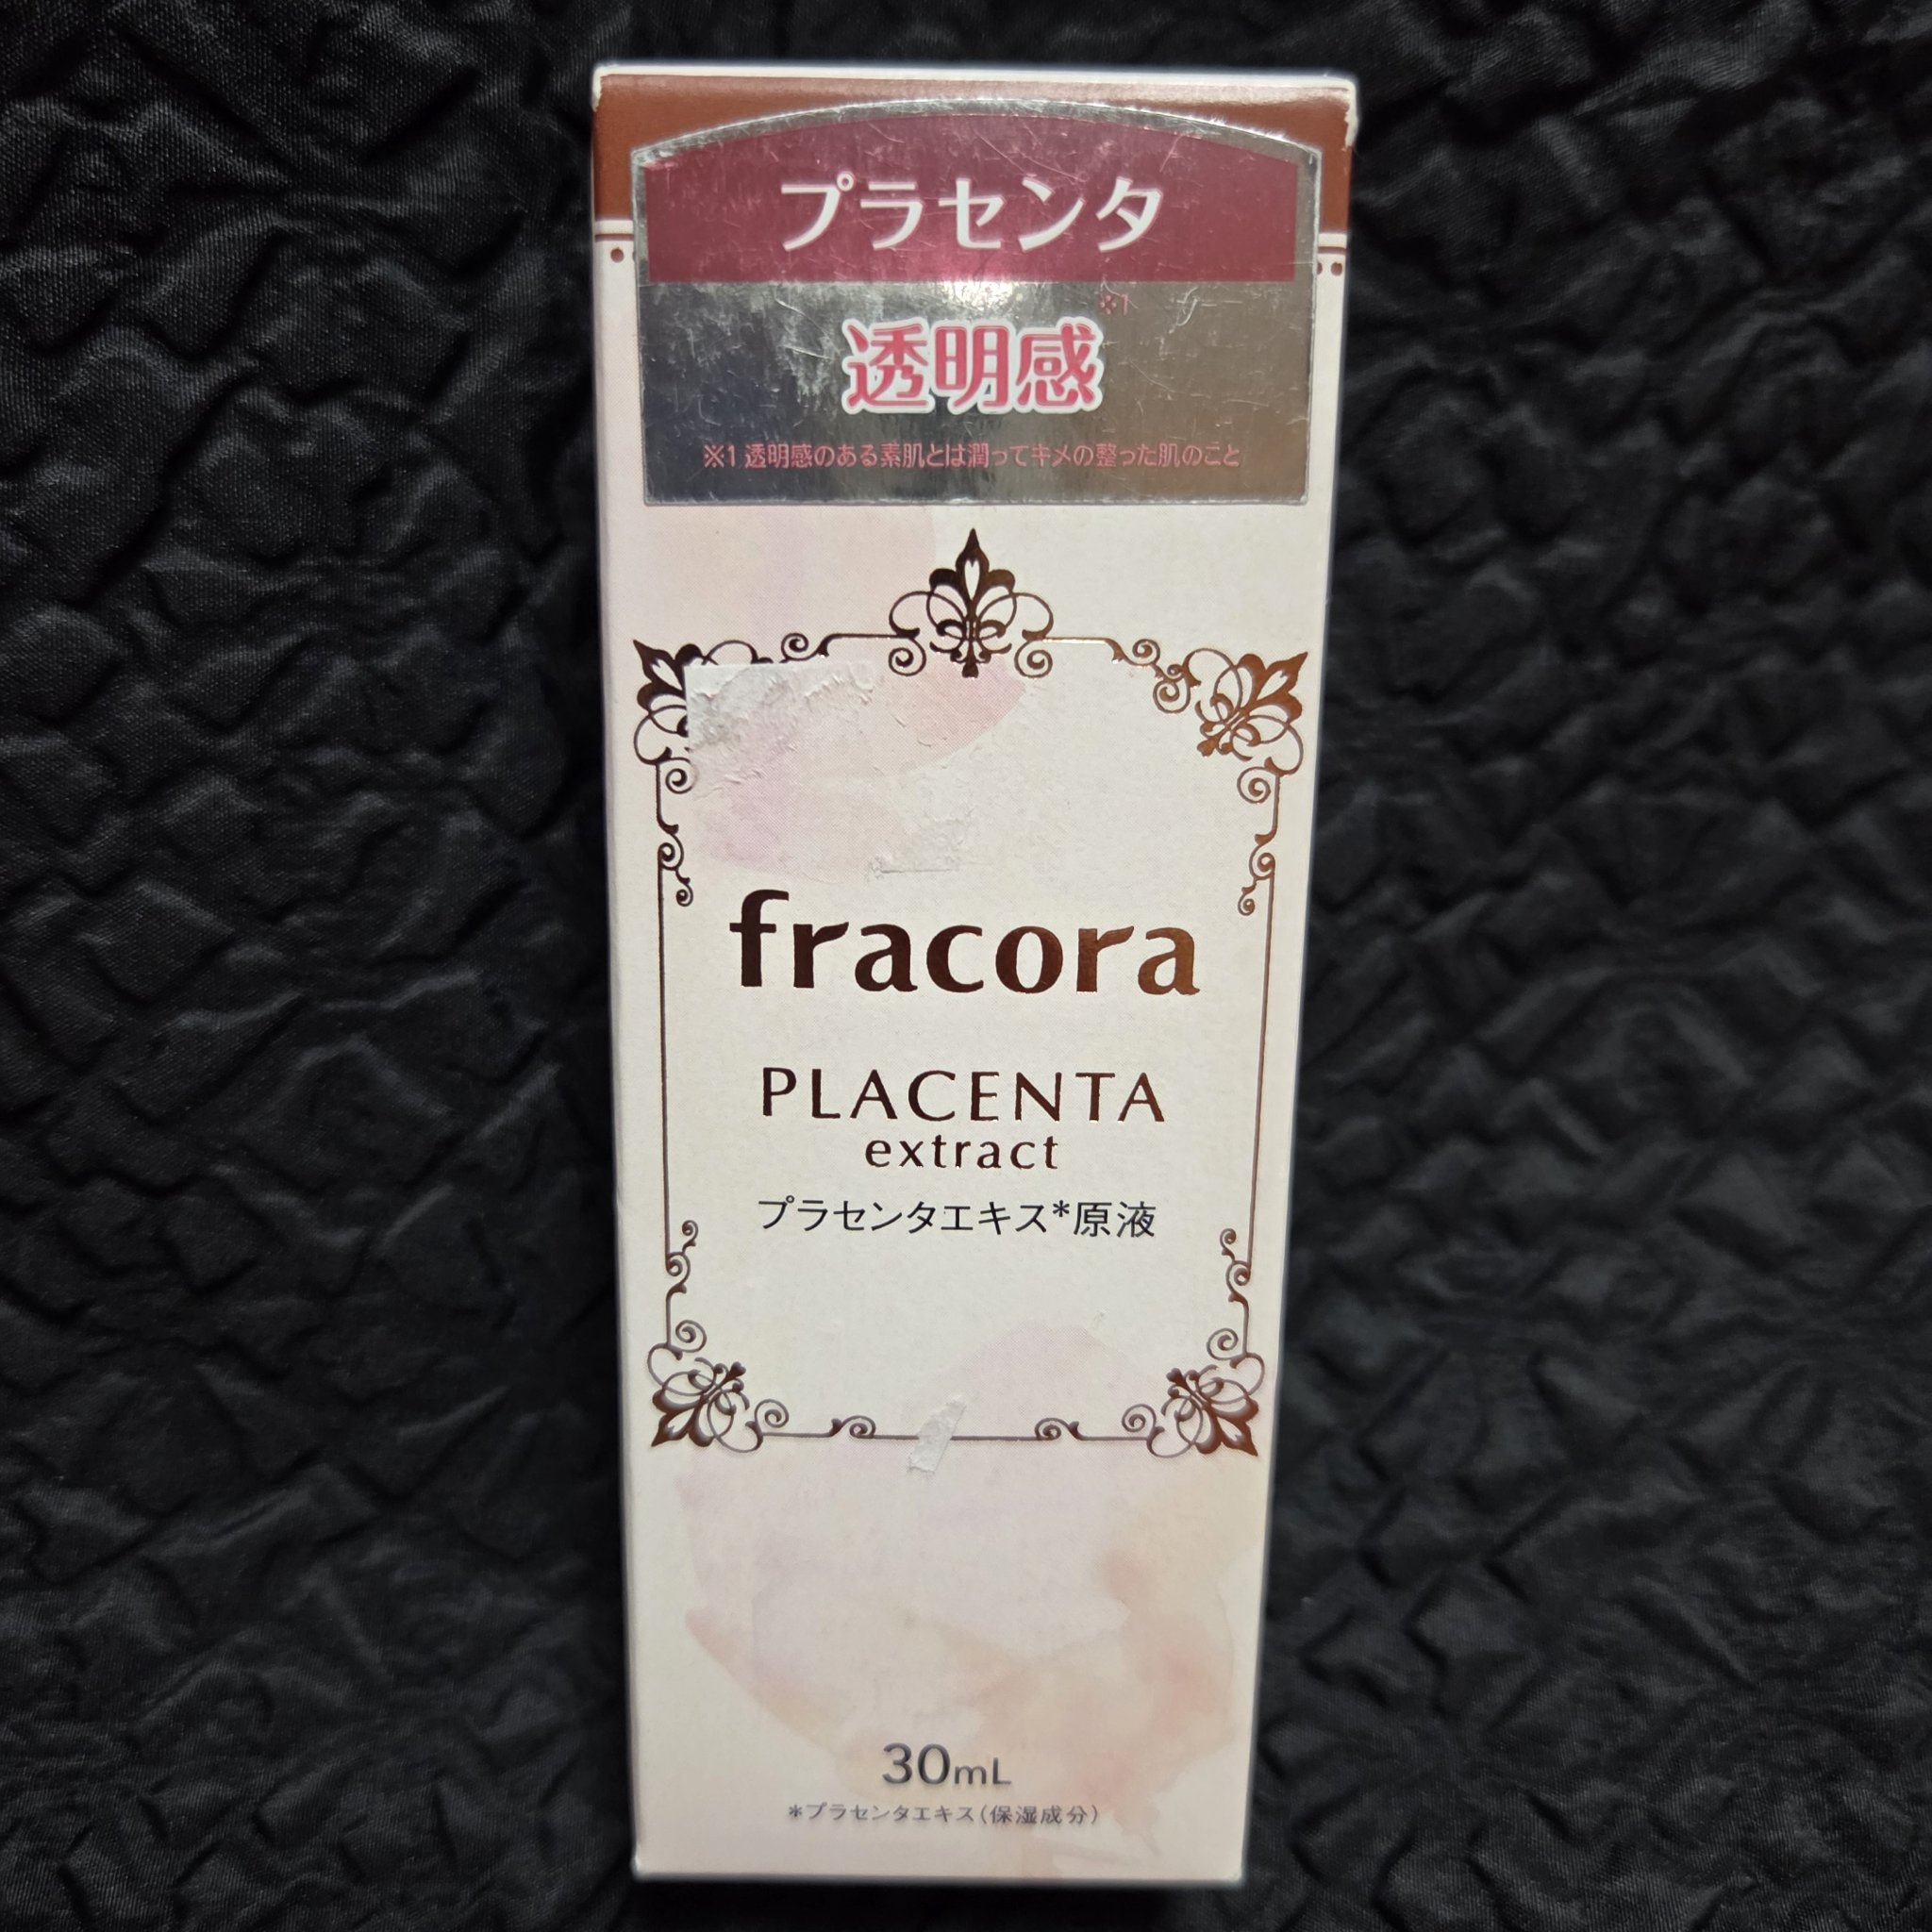 プラセンタ
※1
透明感
※1 透明感のある素肌とは潤ってキメの整った肌のこと
fracora
PLACENTA
extract
プラセンタエキス*原液
30mL
*プラセンタエキス(保湿成分)